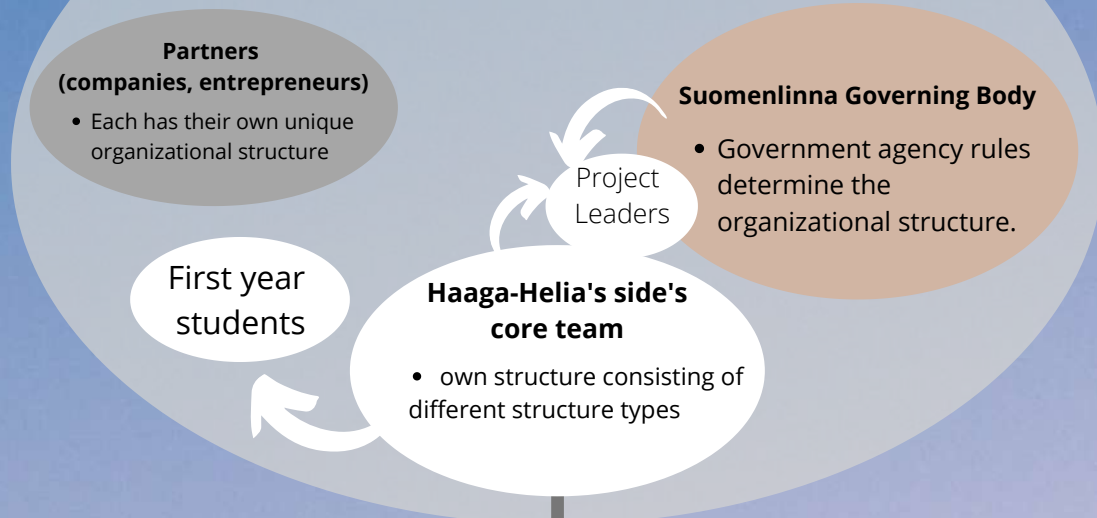 Partners
(companies, entrepreneurs)
• Each has their own unique
organizational structure
Suomenlinna Governing Body
• Government agency rules
determine the
organizational structure.
Project
Leaders
First year
students
Haaga-Helia's side's
core team
• own structure consisting of
different structure types